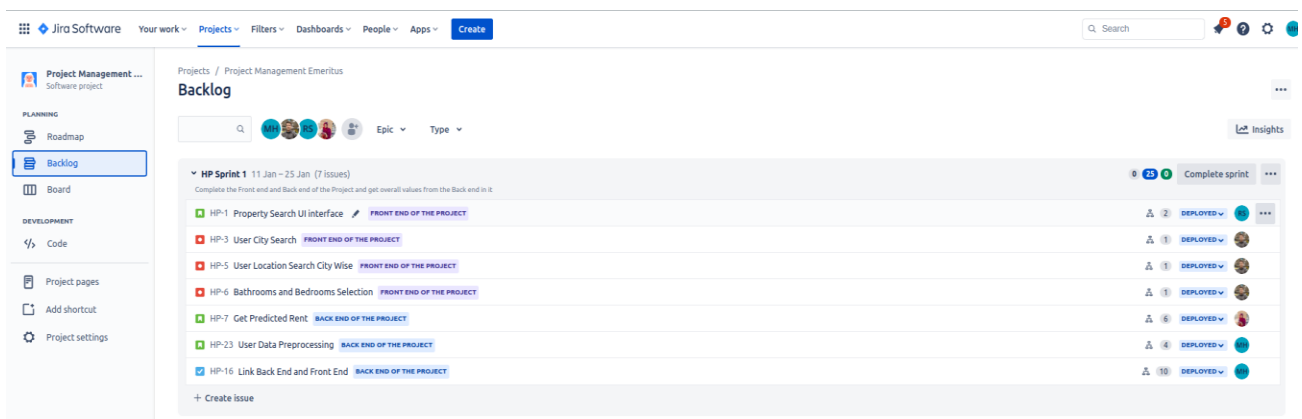 Jira Software Your work Projects Filters Dashboards People Apps Create Search 5 MH
Project Management ...
Software project
PLANNING
Roadmap
Backlog
Board
DEVELOPMENT
Code
Project pages
Add shortcut
Project settings
Projects / Project Management Emeritus
Backlog
MH RS Epic Type Insights
HP Sprint 1 11 Jan – 25 Jan (7 issues) 0 25 0 Complete sprint
Complete the Front end and Back end of the Project and get overall values from the Back end in it
HP-1 Property Search UI interface FRONT END OF THE PROJECT 2 DEPLOYED RS
HP-3 User City Search FRONT END OF THE PROJECT 1 DEPLOYED
HP-5 User Location Search City Wise FRONT END OF THE PROJECT 1 DEPLOYED
HP-6 Bathrooms and Bedrooms Selection FRONT END OF THE PROJECT 1 DEPLOYED
HP-7 Get Predicted Rent BACK END OF THE PROJECT 6 DEPLOYED
HP-23 User Data Preprocessing BACK END OF THE PROJECT 4 DEPLOYED MH
HP-16 Link Back End and Front End BACK END OF THE PROJECT 10 DEPLOYED MH
+ Create issue